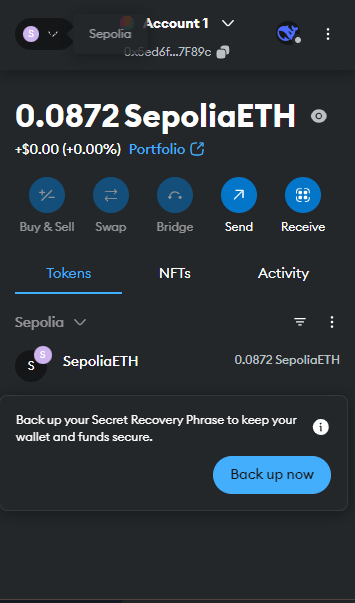 S
Sepolia
Account 1
0x5ed6f...7F89c
0.0872 SepoliaETH
+$0.00 (+0.00%) Portfolio
Buy & Sell Swap Bridge Send Receive
Tokens NFTs Activity
Sepolia
S
S
SepoliaETH 0.0872 SepoliaETH
Back up your Secret Recovery Phrase to keep your
wallet and funds secure.
Back up now